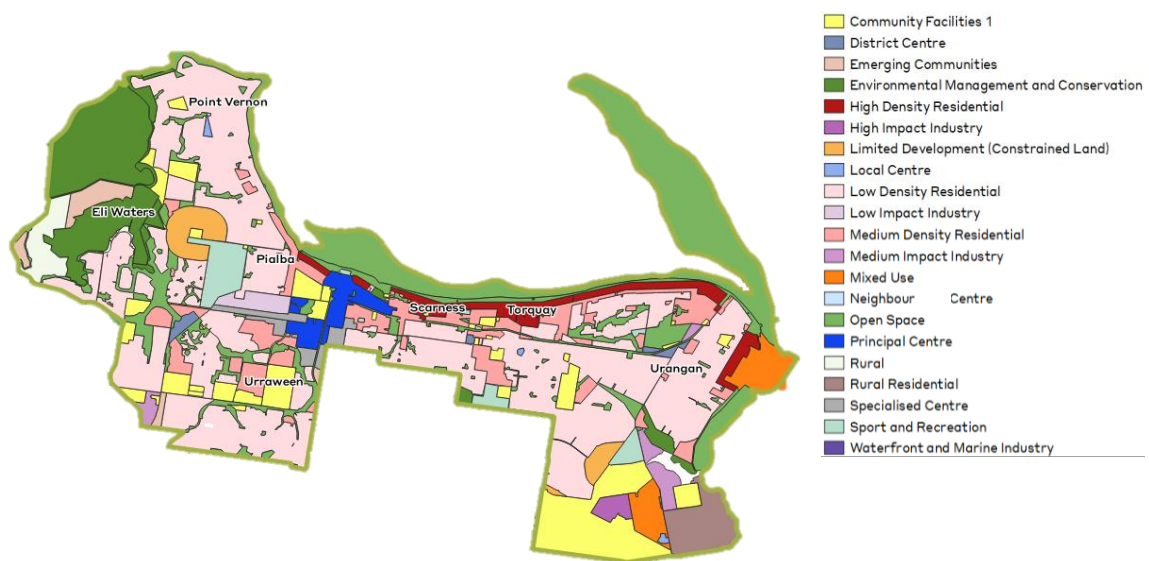 Point Vernon
Eli Waters
Pialba
Scarness
Torquay
Urraween
Urangan
Community Facilities 1
District Centre
Emerging Communities
Environmental Management and Conservation
High Density Residential
High Impact Industry
Limited Development (Constrained Land)
Local Centre
Low Density Residential
Low Impact Industry
Medium Density Residential
Medium Impact Industry
Mixed Use
Neighbour Centre
Open Space
Principal Centre
Rural
Rural Residential
Specialised Centre
Sport and Recreation
Waterfront and Marine Industry